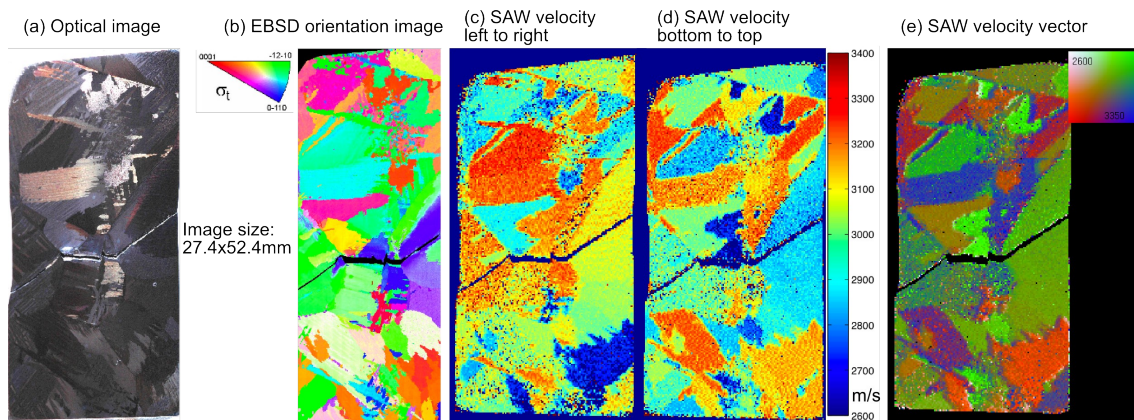 (a) Optical image
(b) EBSD orientation image
(c) SAW velocity
left to right
(d) SAW velocity
bottom to top
(e) SAW velocity vector
0001
-12-10
σt
0-110
Image size:
27.4x52.4mm
3400
3300
3200
3100
3000
2900
2800
2700
m/s
2600
2600
3350